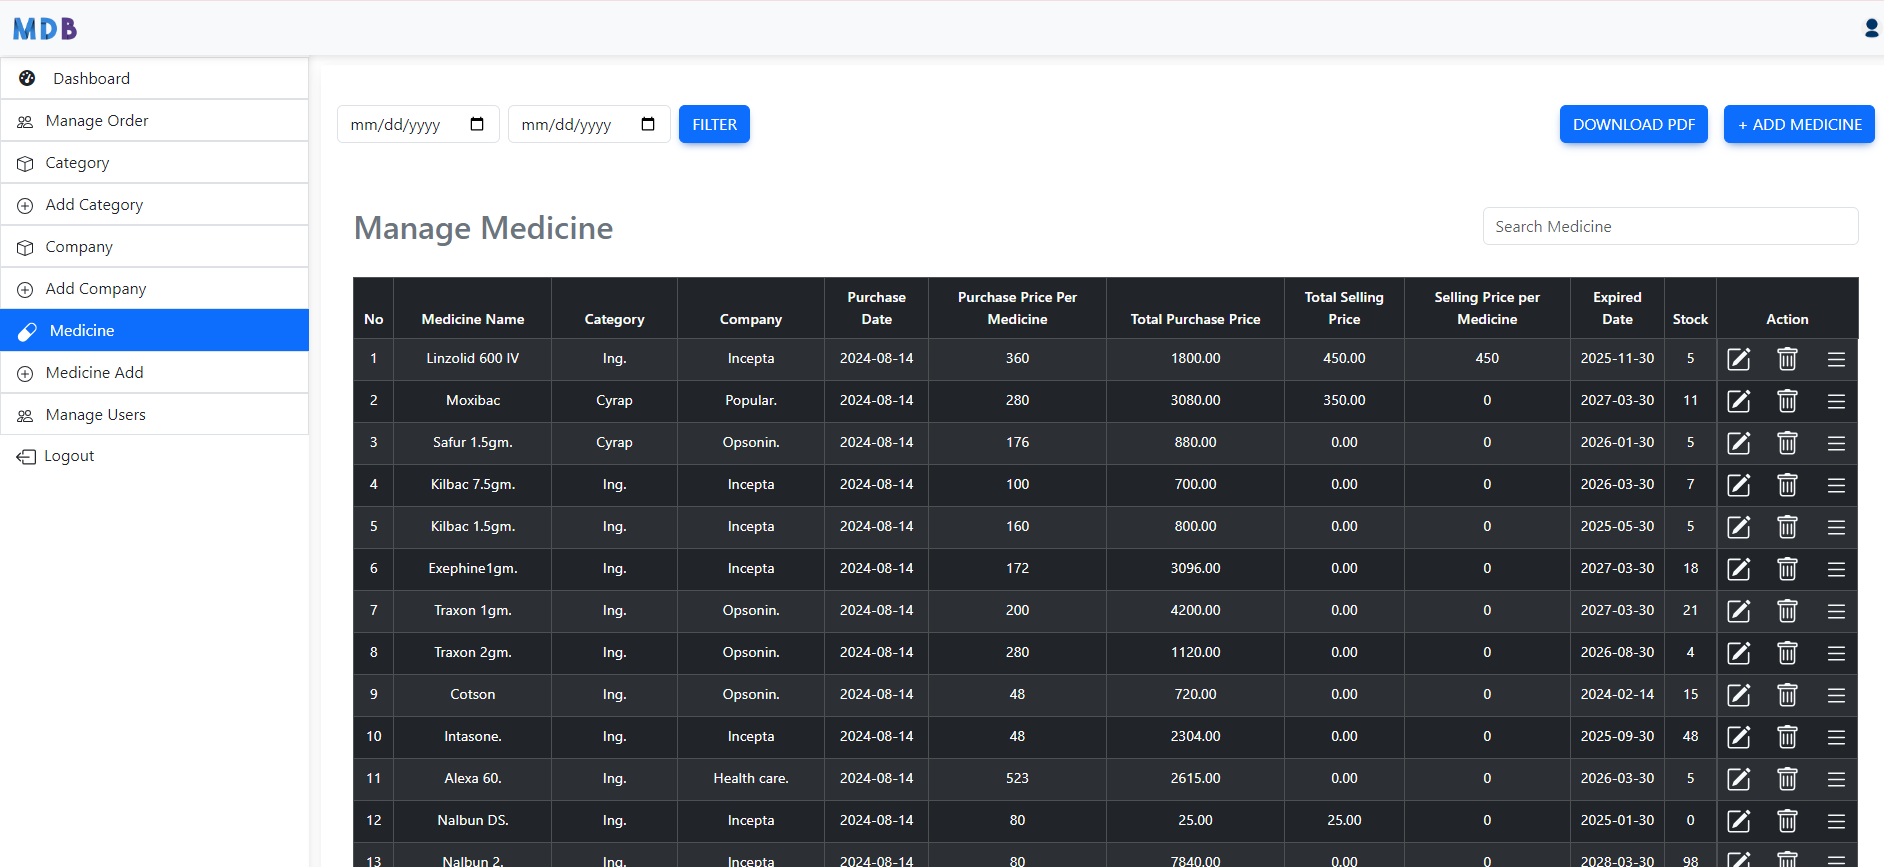 MDB
Dashboard
Manage Order
Category
Add Category
Company
Add Company
Medicine
Medicine Add
Manage Users
Logout
mm/dd/yyyy mm/dd/yyyy FILTER DOWNLOAD PDF + ADD MEDICINE
Manage Medicine
Search Medicine
No Medicine Name Category Company Purchase Date Purchase Price Per Medicine Total Purchase Price Total Selling Price Selling Price per Medicine Expired Date Stock Action
1 Linzolid 600 IV Ing. Incepta 2024-08-14 360 1800.00 450.00 450 2025-11-30 5
2 Moxibac Cyrap Popular. 2024-08-14 280 3080.00 350.00 0 2027-03-30 11
3 Safur 1.5gm. Cyrap Opsonin. 2024-08-14 176 880.00 0.00 0 2026-01-30 5
4 Kilbac 7.5gm. Ing. Incepta 2024-08-14 100 700.00 0.00 0 2026-03-30 7
5 Kilbac 1.5gm. Ing. Incepta 2024-08-14 160 800.00 0.00 0 2025-05-30 5
6 Exephine1gm. Ing. Incepta 2024-08-14 172 3096.00 0.00 0 2027-03-30 18
7 Traxon 1gm. Ing. Opsonin. 2024-08-14 200 4200.00 0.00 0 2027-03-30 21
8 Traxon 2gm. Ing. Opsonin. 2024-08-14 280 1120.00 0.00 0 2026-08-30 4
9 Cotson Ing. Opsonin. 2024-08-14 48 720.00 0.00 0 2024-02-14 15
10 Intasone. Ing. Incepta 2024-08-14 48 2304.00 0.00 0 2025-09-30 48
11 Alexa 60. Ing. Health care. 2024-08-14 523 2615.00 0.00 0 2026-03-30 5
12 Nalbun DS. Ing. Incepta 2024-08-14 80 25.00 25.00 0 2025-01-30 0
13 Nalbun 2. Ing. Incepta 2024-08-14 80 7840.00 0.00 0 2028-03-30 98